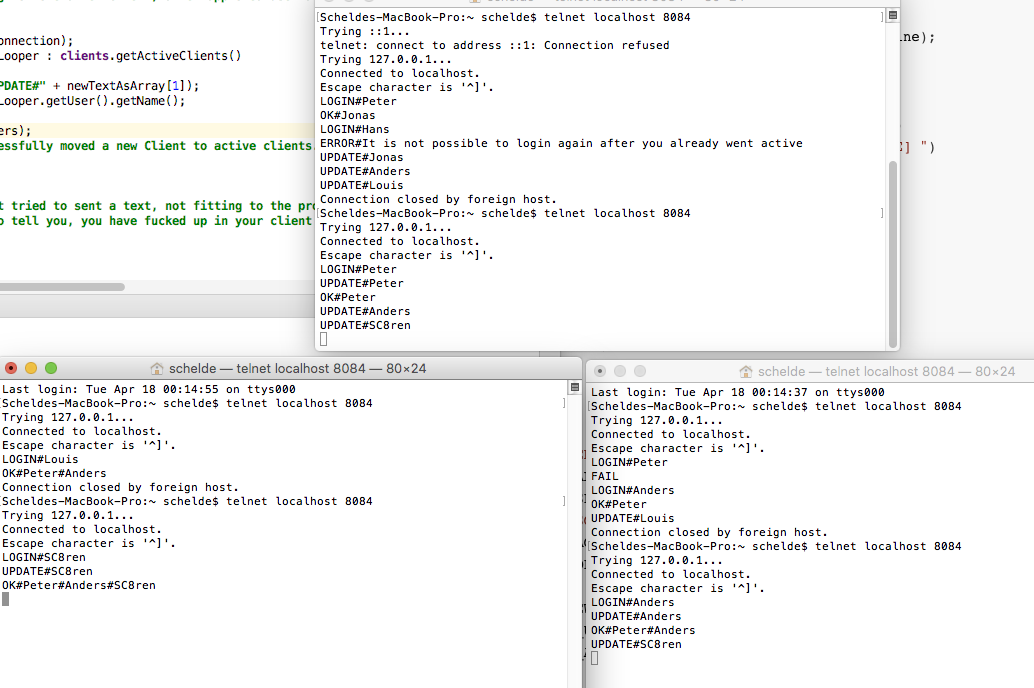 onnection);
Looper : clients.getActiveClients()
PDATE#" + newTextAsArray[1]);
Looper.getUser().getName();
ers);
essfully moved a new Client to active clients.
t tried to sent a text, not fitting to the pro
o tell you, you have fucked up in your client
ine);
] ")
Scheldes-MacBook-Pro:~ schelde$ telnet localhost 8084
Trying ::1...
telnet: connect to address ::1: Connection refused
Trying 127.0.0.1...
Connected to localhost.
Escape character is '^]'.
LOGIN#Peter
OK#Jonas
LOGIN#Hans
ERROR#It is not possible to login again after you already went active
UPDATE#Jonas
UPDATE#Anders
UPDATE#Louis
Connection closed by foreign host.
Scheldes-MacBook-Pro:~ schelde$ telnet localhost 8084
Trying 127.0.0.1...
Connected to localhost.
Escape character is '^]'.
LOGIN#Peter
UPDATE#Peter
OK#Peter
UPDATE#Anders
UPDATE#SC8ren
schelde — telnet localhost 8084 — 80×24
Last login: Tue Apr 18 00:14:55 on ttys000
Scheldes-MacBook-Pro:~ schelde$ telnet localhost 8084
Trying 127.0.0.1...
Connected to localhost.
Escape character is '^]'.
LOGIN#Louis
OK#Peter#Anders
Connection closed by foreign host.
Scheldes-MacBook-Pro:~ schelde$ telnet localhost 8084
Trying 127.0.0.1...
Connected to localhost.
Escape character is '^]'.
LOGIN#SC8ren
UPDATE#SC8ren
OK#Peter#Anders#SC8ren
schelde — telnet localhost 8084 — 80×24
Last login: Tue Apr 18 00:14:37 on ttys000
Scheldes-MacBook-Pro:~ schelde$ telnet localhost 8084
Trying 127.0.0.1...
Connected to localhost.
Escape character is '^]'.
LOGIN#Peter
FAIL
LOGIN#Anders
OK#Peter
UPDATE#Louis
Connection closed by foreign host.
Scheldes-MacBook-Pro:~ schelde$ telnet localhost 8084
Trying 127.0.0.1...
Connected to localhost.
Escape character is '^]'.
LOGIN#Anders
UPDATE#Anders
OK#Peter#Anders
UPDATE#SC8ren